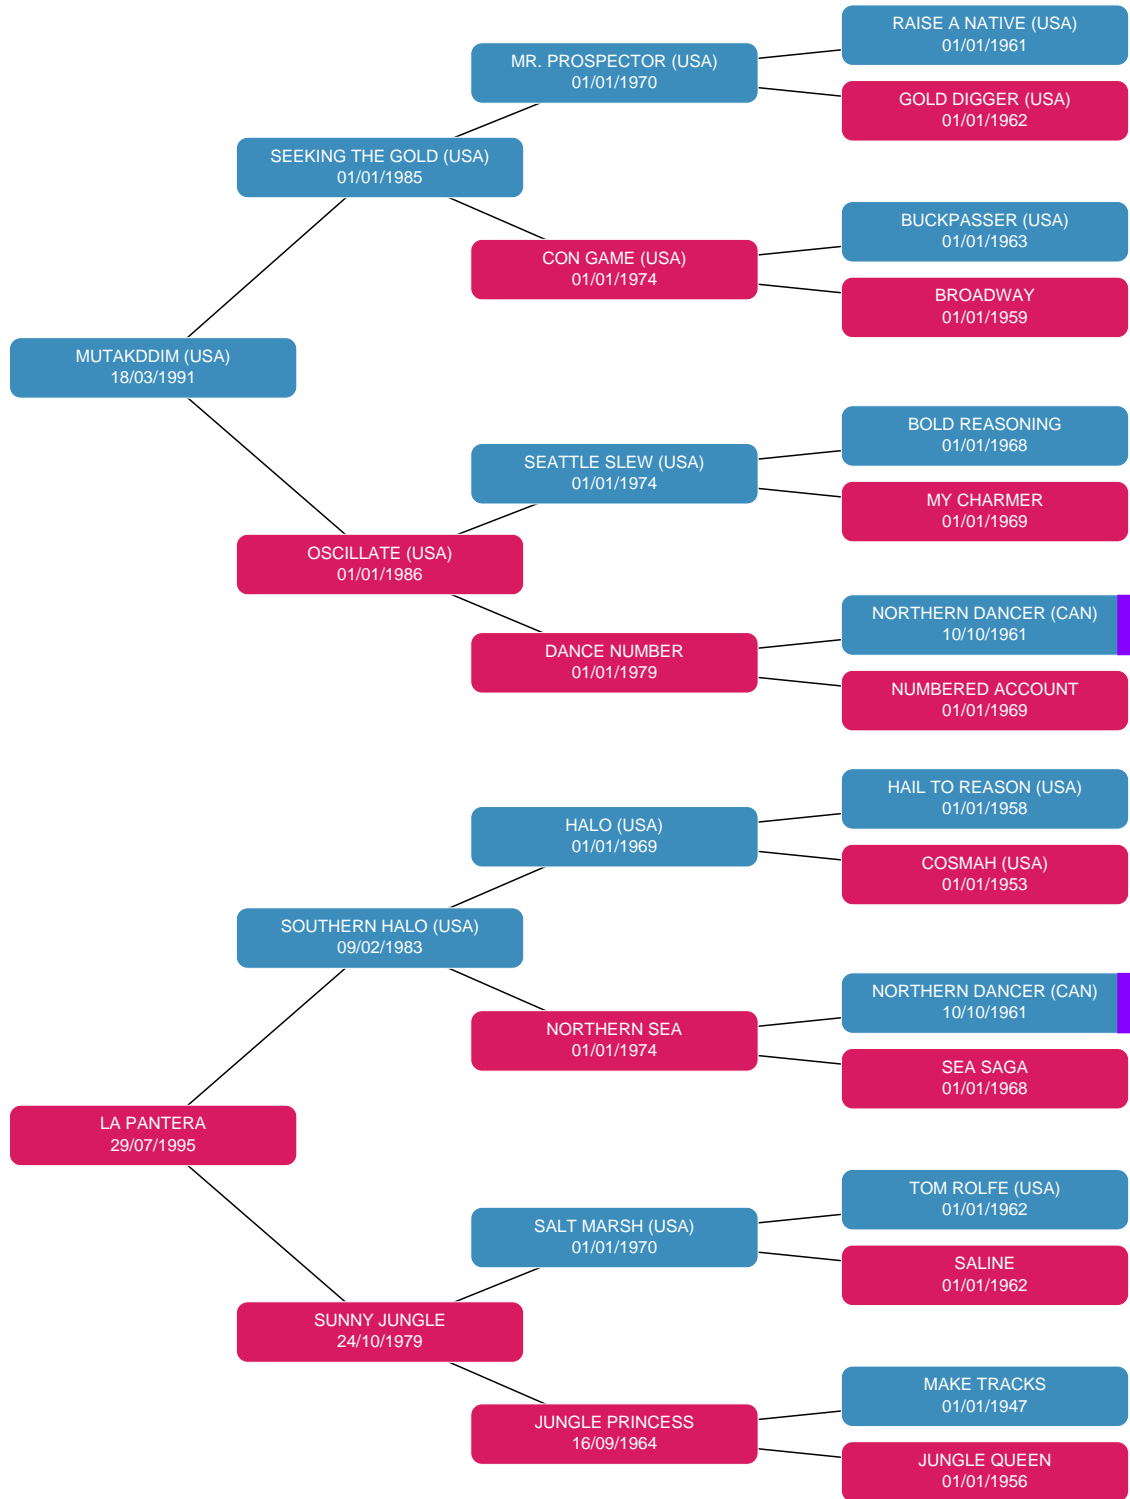 RAISE A NATIVE (USA)
01/01/1961
MR. PROSPECTOR (USA)
01/01/1970
GOLD DIGGER (USA)
01/01/1962
SEEKING THE GOLD (USA)
01/01/1985
BUCKPASSER (USA)
01/01/1963
CON GAME (USA)
01/01/1974
BROADWAY
01/01/1959
MUTAKDDIM (USA)
18/03/1991
BOLD REASONING
01/01/1968
SEATTLE SLEW (USA)
01/01/1974
MY CHARMER
01/01/1969
OSCILLATE (USA)
01/01/1986
NORTHERN DANCER (CAN)
10/10/1961
DANCE NUMBER
01/01/1979
NUMBERED ACCOUNT
01/01/1969
HAIL TO REASON (USA)
01/01/1958
HALO (USA)
01/01/1969
COSMAH (USA)
01/01/1953
SOUTHERN HALO (USA)
09/02/1983
NORTHERN DANCER (CAN)
10/10/1961
NORTHERN SEA
01/01/1974
SEA SAGA
01/01/1968
LA PANTERA
29/07/1995
TOM ROLFE (USA)
01/01/1962
SALT MARSH (USA)
01/01/1970
SALINE
01/01/1962
SUNNY JUNGLE
24/10/1979
MAKE TRACKS
01/01/1947
JUNGLE PRINCESS
16/09/1964
JUNGLE QUEEN
01/01/1956